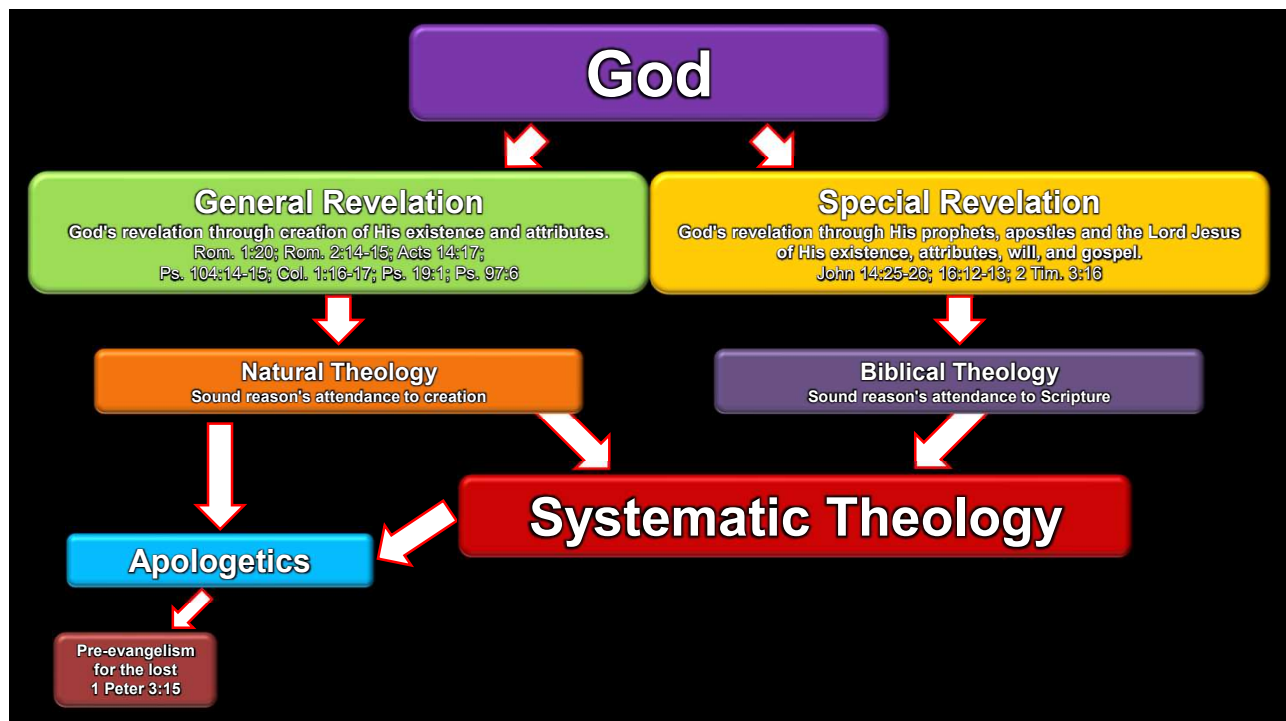 God
General Revelation
God's revelation through creation of His existence and attributes.
Rom. 1:20; Rom. 2:14-15; Acts 14:17;
Ps. 104:14-15; Col. 1:16-17; Ps. 19:1; Ps. 97:6
Special Revelation
God's revelation through His prophets, apostles and the Lord Jesus
of His existence, attributes, will, and gospel.
John 14:25-26; 16:12-13; 2 Tim. 3:16
Natural Theology
Sound reason's attendance to creation
Biblical Theology
Sound reason's attendance to Scripture
Systematic Theology
Apologetics
Pre-evangelism
for the lost
1 Peter 3:15